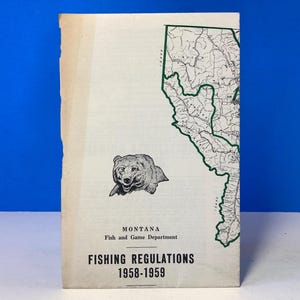 MONTANA
Fish and Game Department
FISHING REGULATIONS
1958-1959